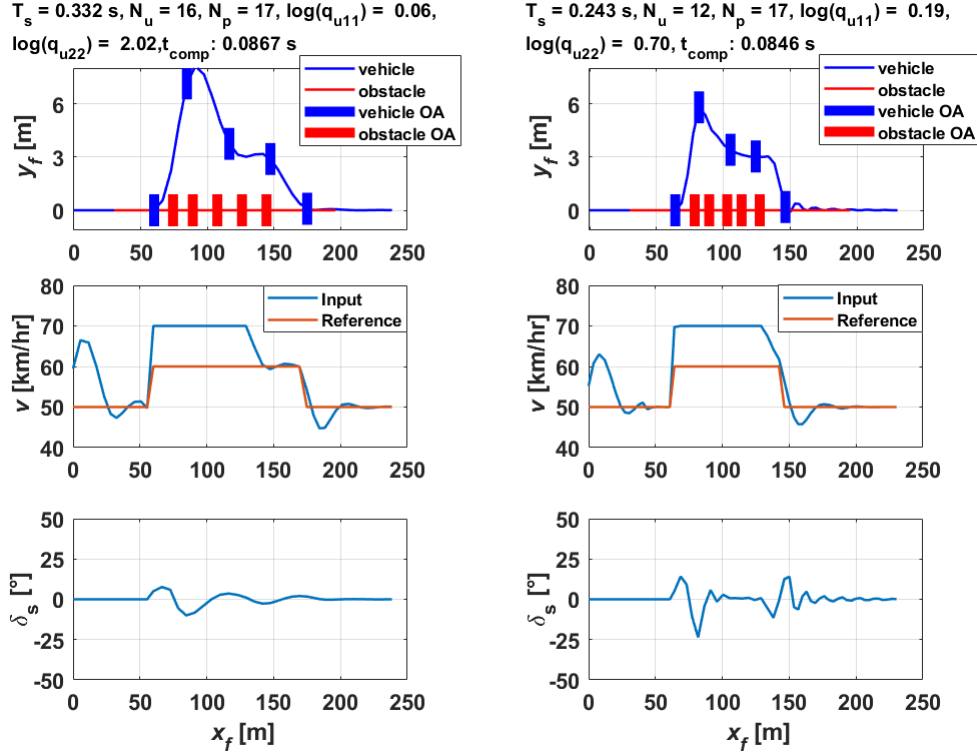 T_s = 0.332 s, N_u = 16, N_p = 17, log(q_u11) = 0.06,
log(q_u22) = 2.02,t_comp: 0.0867 s
vehicle
obstacle
vehicle OA
obstacle OA
y_f [m]
6
3
0
0 50 100 150 200 250
Input
Reference
v [km/hr]
80
70
60
50
40
0 50 100 150 200 250
δ_s [°]
50
25
0
-25
-50
0 50 100 150 200 250
x_f [m]
T_s = 0.243 s, N_u = 12, N_p = 17, log(q_u11) = 0.19,
log(q_u22) = 0.70, t_comp: 0.0846 s
vehicle
obstacle
vehicle OA
obstacle OA
y_f [m]
6
3
0
0 50 100 150 200 250
Input
Reference
v [km/hr]
80
70
60
50
40
0 50 100 150 200 250
δ_s [°]
50
25
0
-25
-50
0 50 100 150 200 250
x_f [m]